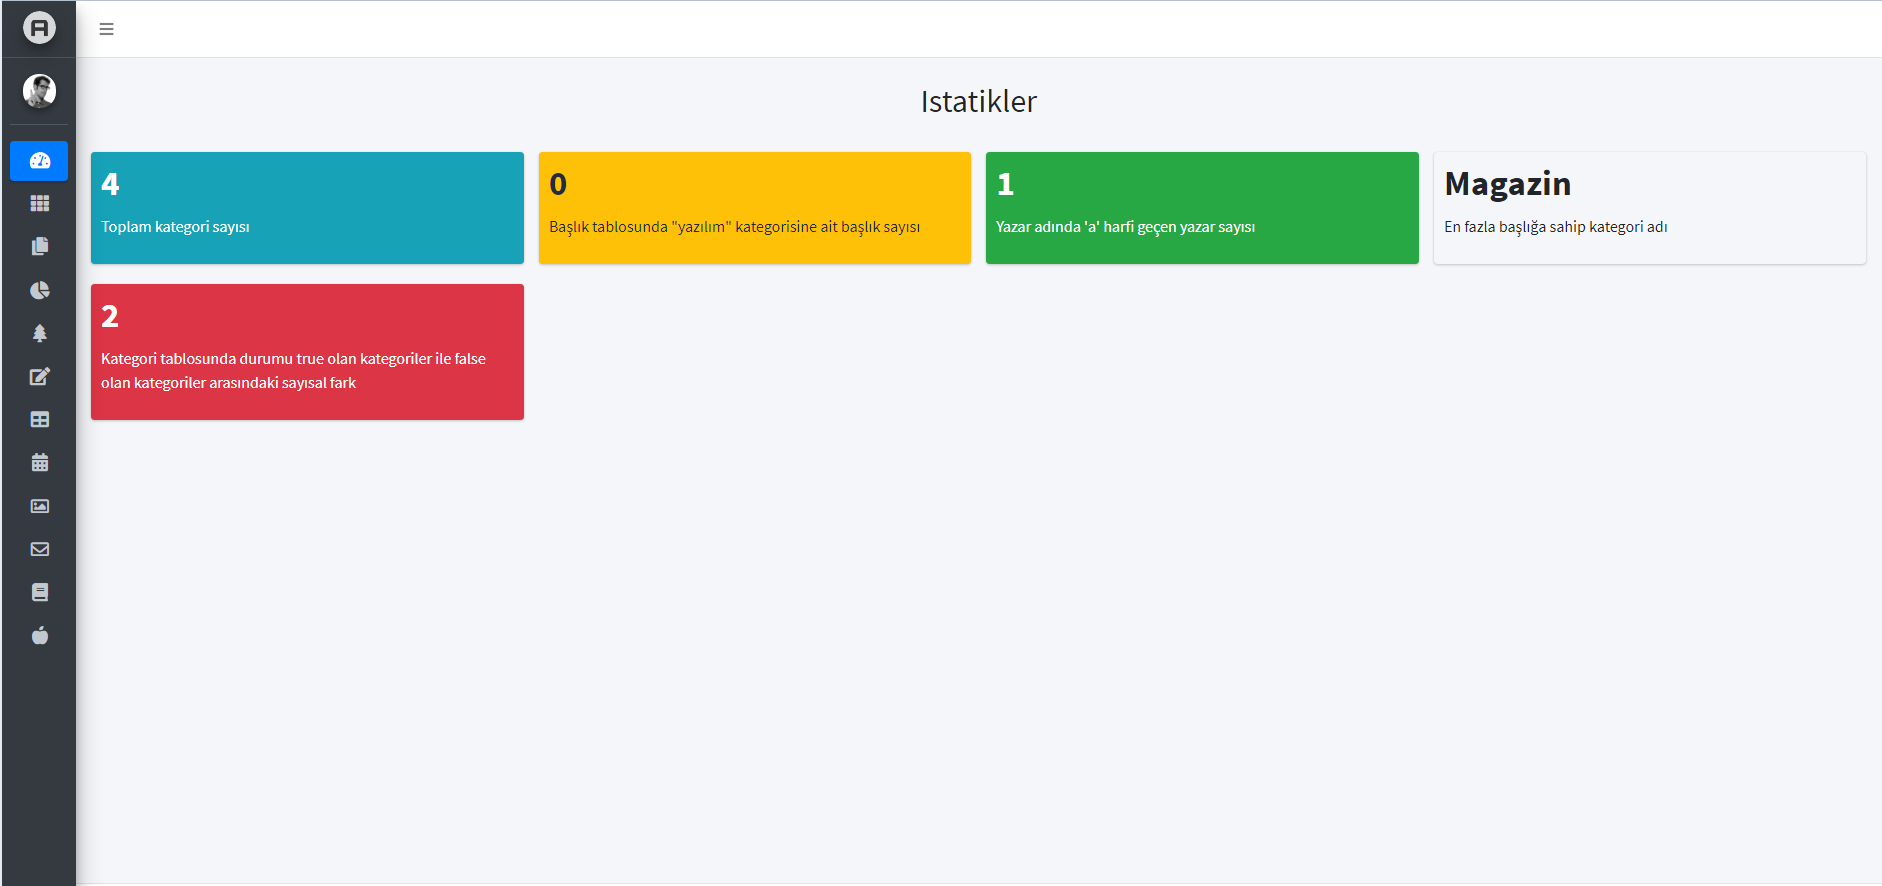 Istatikler
4
Toplam kategori sayısı
0
Başlık tablosunda "yazılım" kategorisine ait başlık sayısı
1
Yazar adında 'a' harfi geçen yazar sayısı
Magazin
En fazla başlığa sahip kategori adı
2
Kategori tablosunda durumu true olan kategoriler ile false
olan kategoriler arasındaki sayısal fark